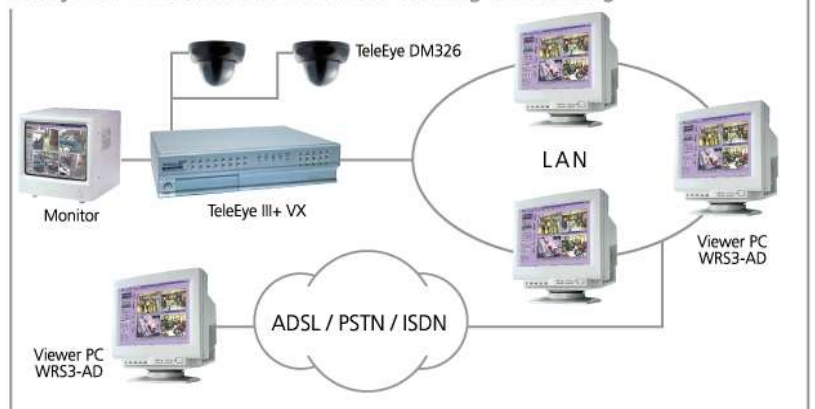 TeleEye DM326
LAN
Monitor
TeleEye III+ VX
Viewer PC
WRS3-AD
ADSL / PSTN / ISDN
Viewer PC
WRS3-AD